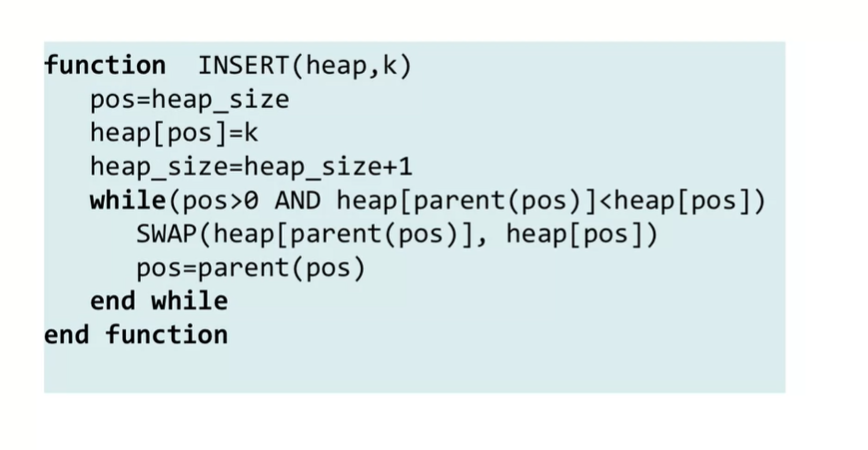 function  INSERT(heap,k)
   pos=heap_size
   heap[pos]=k
   heap_size=heap_size+1
   while(pos>0 AND heap[parent(pos)]<heap[pos])
      SWAP(heap[parent(pos)], heap[pos])
      pos=parent(pos)
   end while
end function